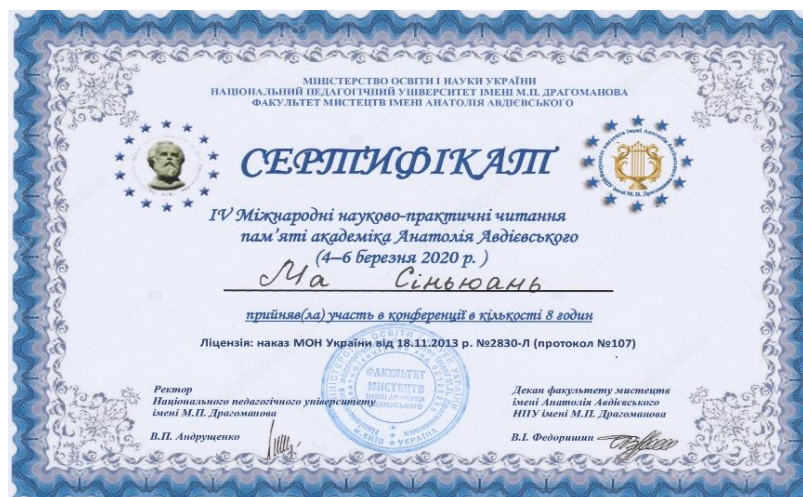 МІНІСТЕРСТВО ОСВІТИ І НАУКИ УКРАЇНИ
НАЦІОНАЛЬНИЙ ПЕДАГОГІЧНИЙ УНІВЕРСИТЕТ ІМЕНІ М.П. ДРАГОМАНОВА
ФАКУЛЬТЕТ МИСТЕЦТВ ІМЕНІ АНАТОЛІЯ АВДІЄВСЬКОГО
СЕРТИФІКАТ
IV Міжнародні науково-практичні читання
пам’яті академіка Анатолія Авдієвського
(4–6 березня 2020 р. )
Ма Сіньюань
прийняв(ла) участь в конференції в кількості 8 годин
Ліцензія: наказ МОН України від 18.11.2013 р. №2830-Л (протокол №107)
ФАКУЛЬТЕТ
МИСТЕЦТВ
ІМЕНІ АНАТОЛІЯ
АВДІЄВСЬКОГО
Ректор
Національного педагогічного університету
імені М.П. Драгоманова
В.П. Андрущенко
Декан факультету мистецтв
імені Анатолія Авдієвського
НПУ імені М.П. Драгоманова
В.І. Федоришин